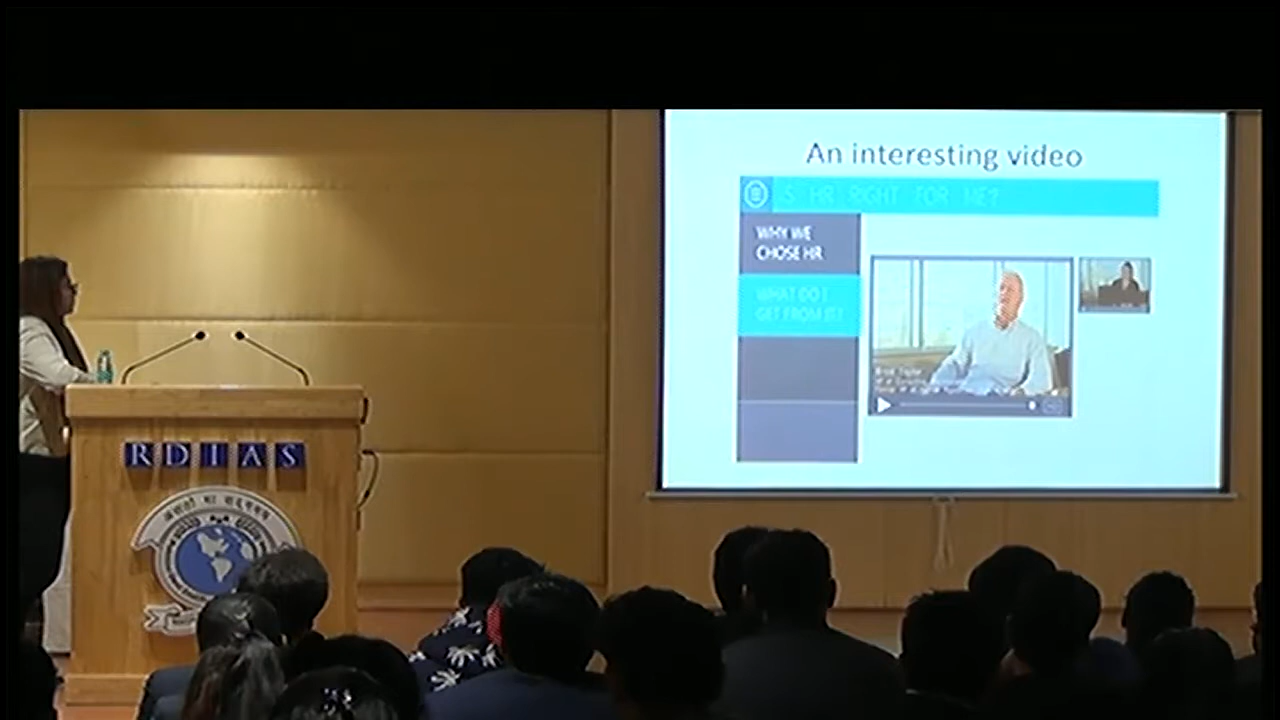 An interesting video
S HR RIGHT FOR ME?
WHY WE
CHOSE HR
WHAT DO I
GET FROM IT?
RDIAS